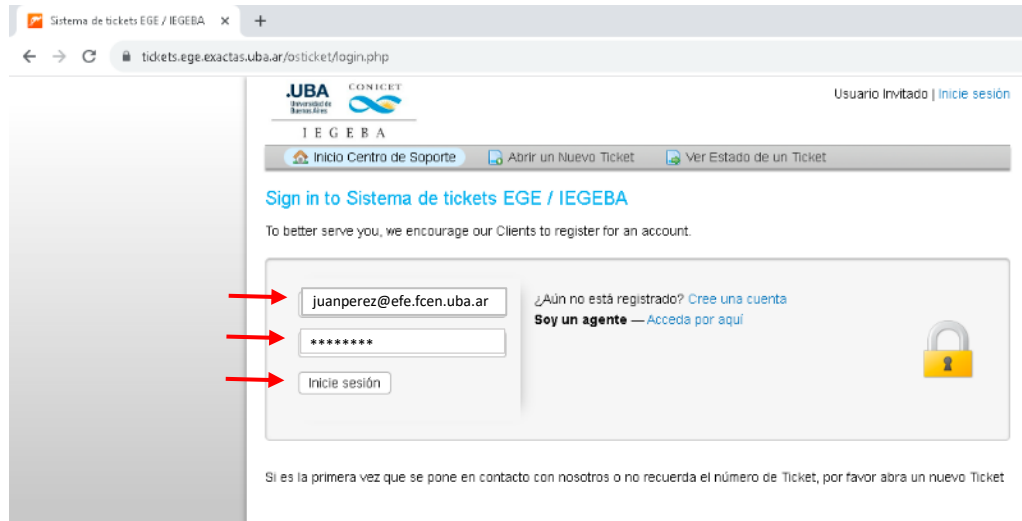 Sistema de tickets EGE / IEGEBA
tickets.ege.exactas.uba.ar/osticket/login.php
.UBA
Universidad de
Buenos Aires
CONICET
I E G E B A
Usuario Invitado | Inicie sesión
Inicio Centro de Soporte
Abrir un Nuevo Ticket
Ver Estado de un Ticket
Sign in to Sistema de tickets EGE / IEGEBA
To better serve you, we encourage our Clients to register for an account.
juanperez@efe.fcen.uba.ar
********
Inicie sesión
¿Aún no está registrado? Cree una cuenta
Soy un agente — Acceda por aquí
Si es la primera vez que se pone en contacto con nosotros o no recuerda el número de Ticket, por favor abra un nuevo Ticket